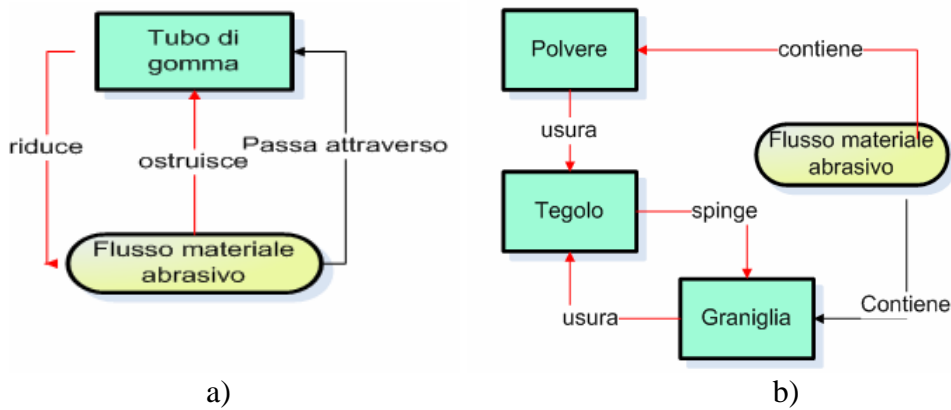 Tubo di
gomma
riduce
ostruisce
Passa attraverso
Flusso materiale
abrasivo
a)
Polvere
contiene
usura
Flusso materiale
abrasivo
Tegolo
spinge
usura
Graniglia
Contiene
b)